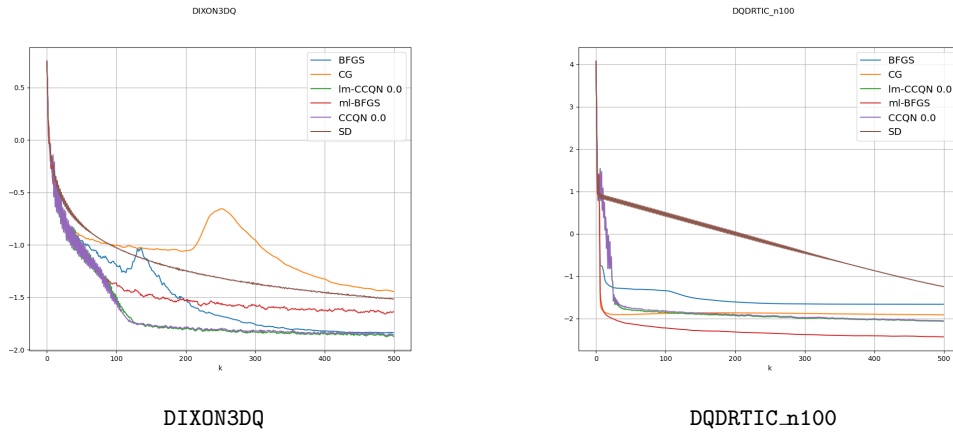 DIXON3DQ
BFGS
CG
lm-CCQN 0.0
ml-BFGS
CCQN 0.0
SD
0.5
0.0
−0.5
−1.0
−1.5
−2.0
0 100 200 300 400 500
k
DIXON3DQ
DQDRTIC_n100
BFGS
CG
lm-CCQN 0.0
ml-BFGS
CCQN 0.0
SD
4
3
2
1
0
−1
−2
0 100 200 300 400 500
k
DQDRTIC_n100